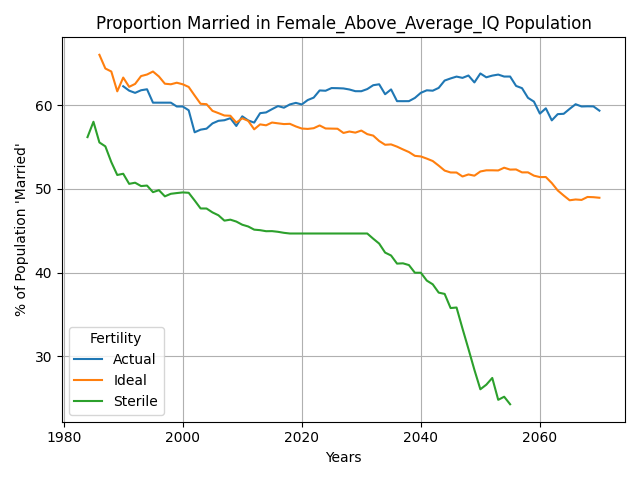 Proportion Married in Female_Above_Average_IQ Population
% of Population 'Married'
60
50
40
30
Fertility
Actual
Ideal
Sterile
1980
2000
2020
2040
2060
Years